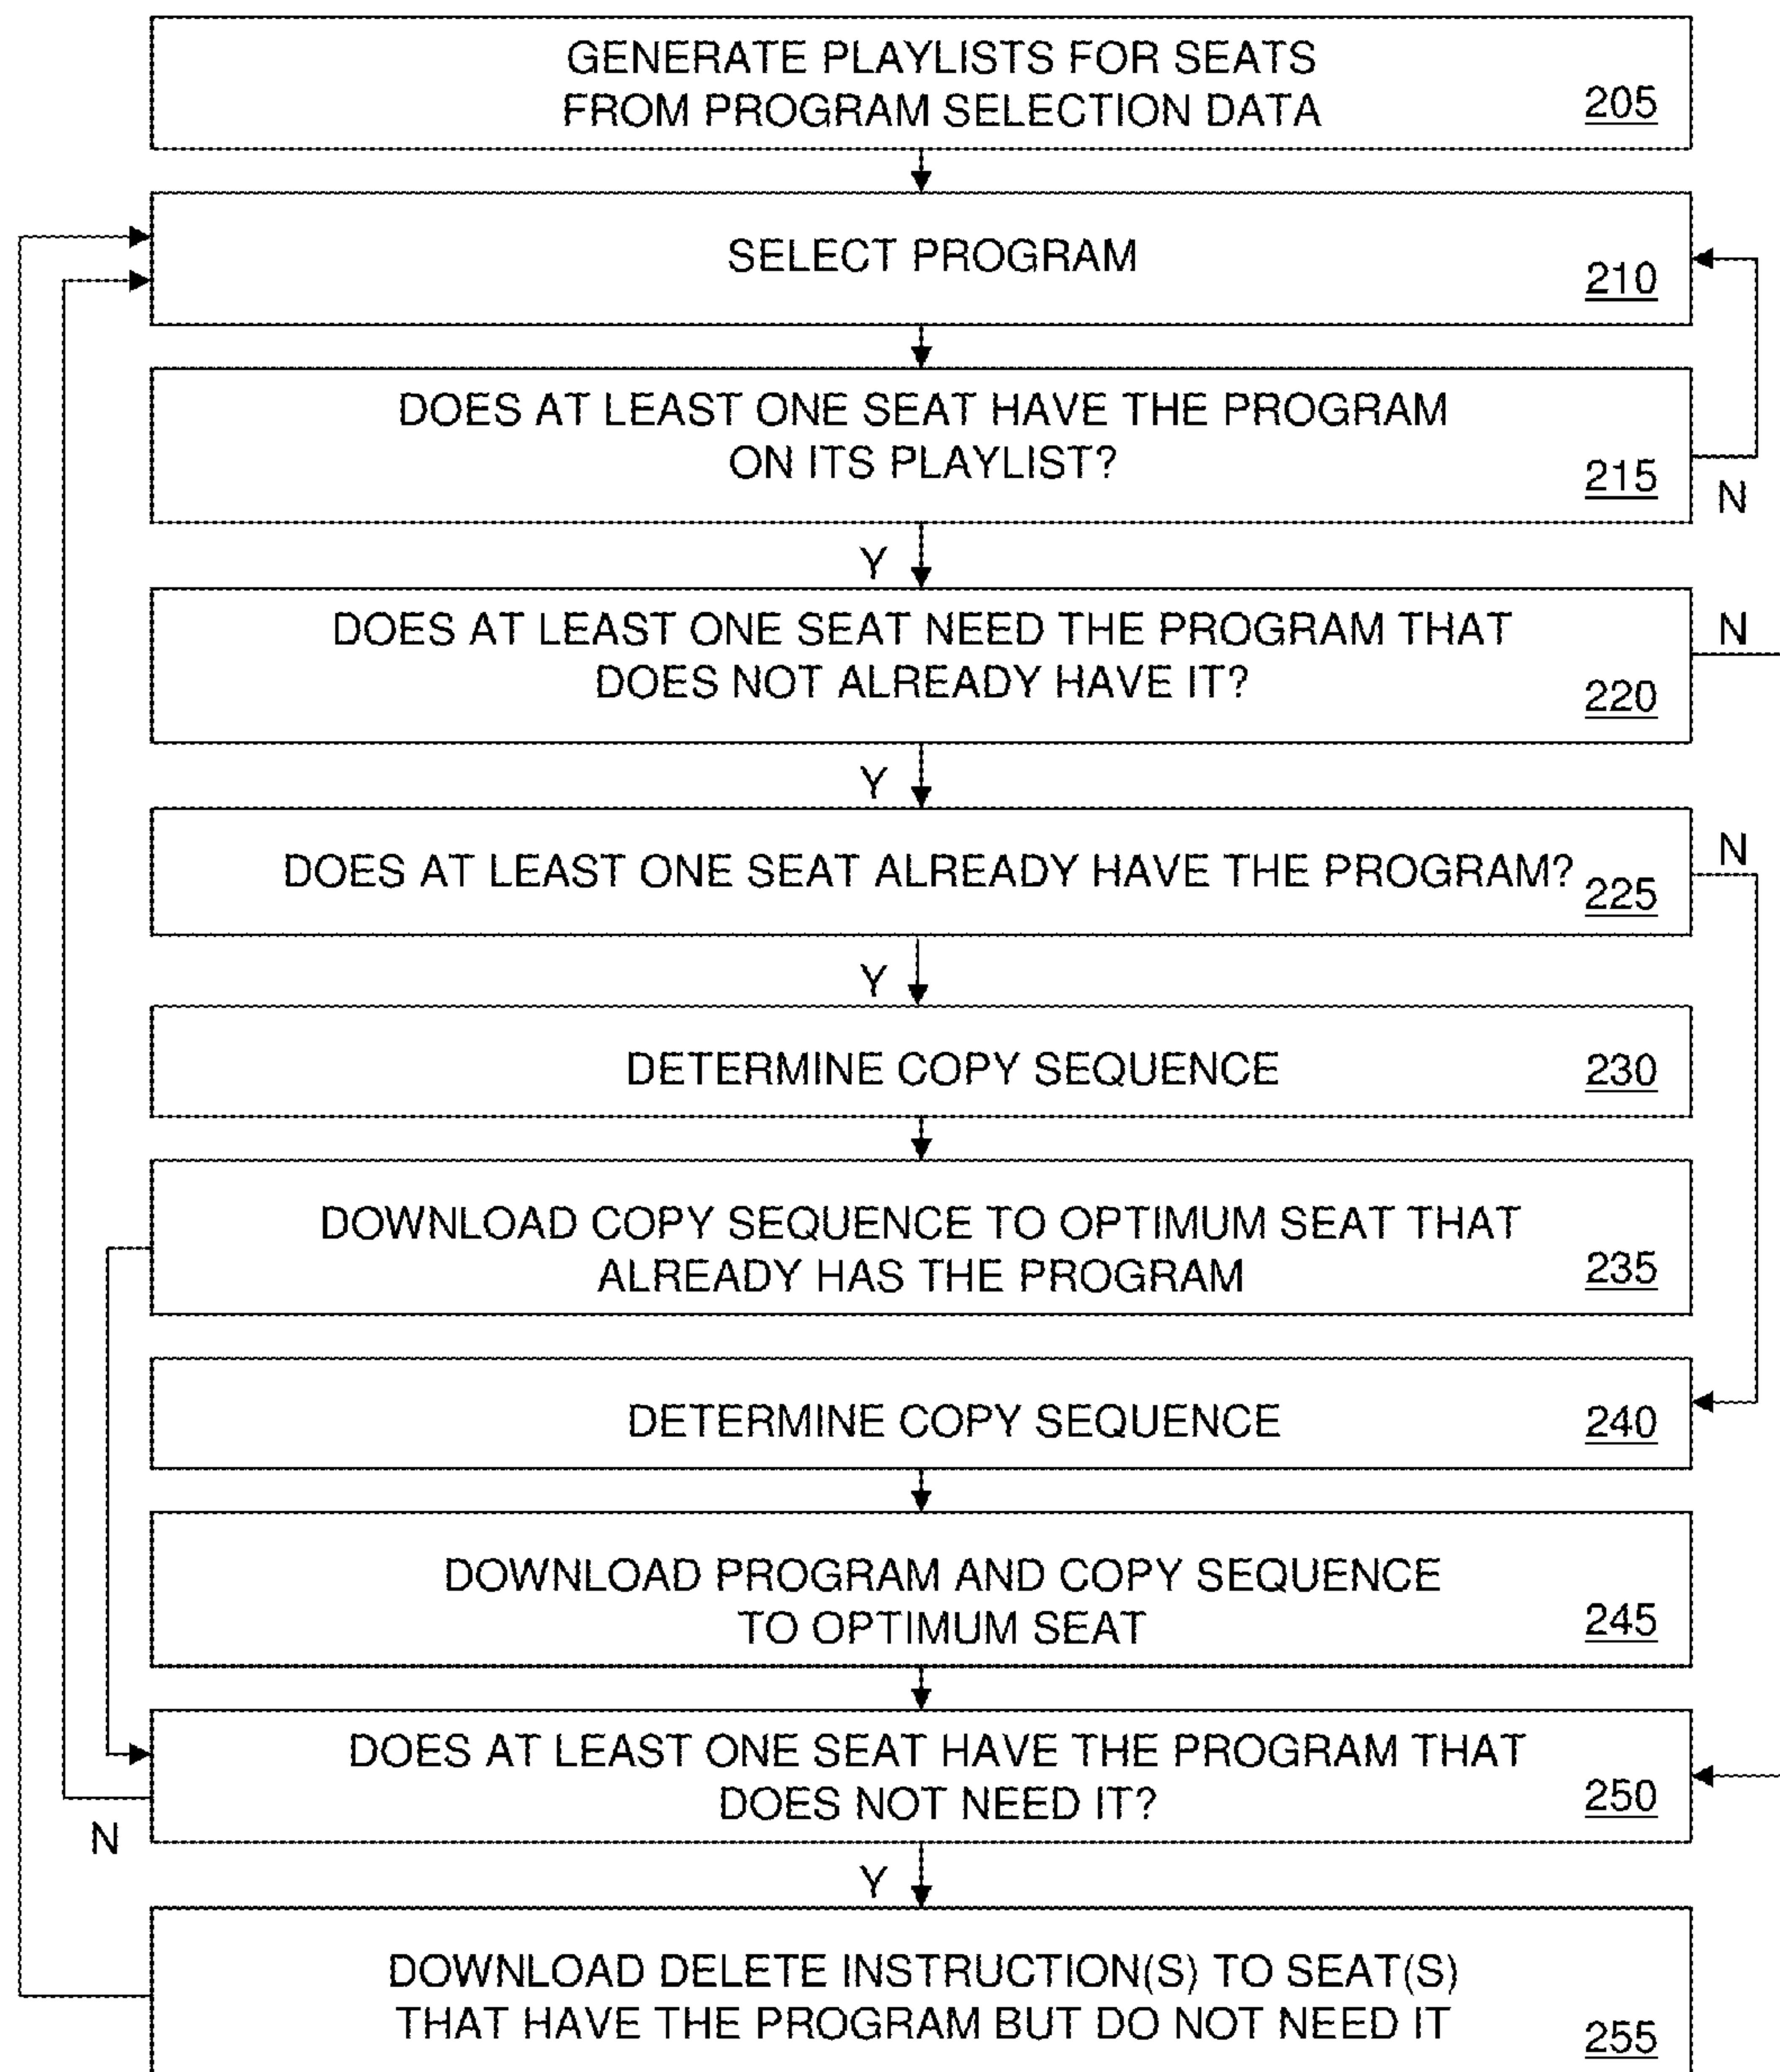 GENERATE PLAYLISTS FOR SEATS
FROM PROGRAM SELECTION DATA
205
SELECT PROGRAM
210
DOES AT LEAST ONE SEAT HAVE THE PROGRAM
ON ITS PLAYLIST?
215
N
Y
DOES AT LEAST ONE SEAT NEED THE PROGRAM THAT
DOES NOT ALREADY HAVE IT?
220
N
Y
DOES AT LEAST ONE SEAT ALREADY HAVE THE PROGRAM?
225
N
Y
DETERMINE COPY SEQUENCE
230
DOWNLOAD COPY SEQUENCE TO OPTIMUM SEAT THAT
ALREADY HAS THE PROGRAM
235
DETERMINE COPY SEQUENCE
240
DOWNLOAD PROGRAM AND COPY SEQUENCE
TO OPTIMUM SEAT
245
DOES AT LEAST ONE SEAT HAVE THE PROGRAM THAT
DOES NOT NEED IT?
250
N
Y
DOWNLOAD DELETE INSTRUCTION(S) TO SEAT(S)
THAT HAVE THE PROGRAM BUT DO NOT NEED IT
255